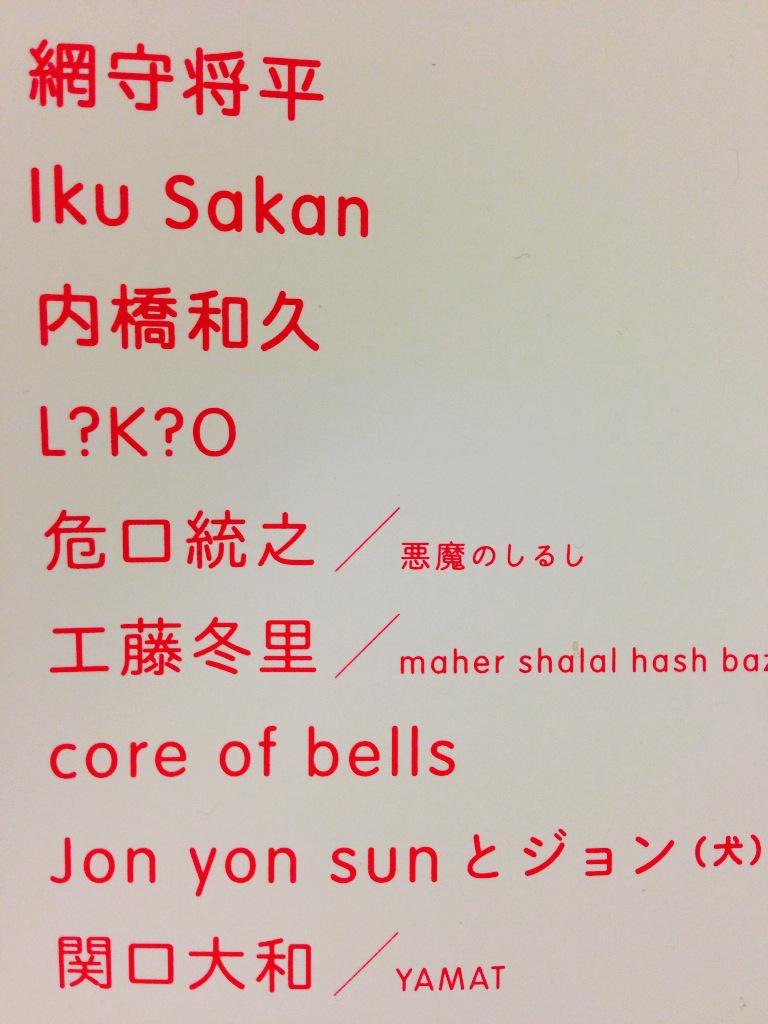 網守将平
Iku Sakan
内橋和久
L?K?O
危口統之／悪魔のしるし
工藤冬里／maher shalal hash
core of bells
Jon yon sunとジョン（犬）
関口大和／YAMAT